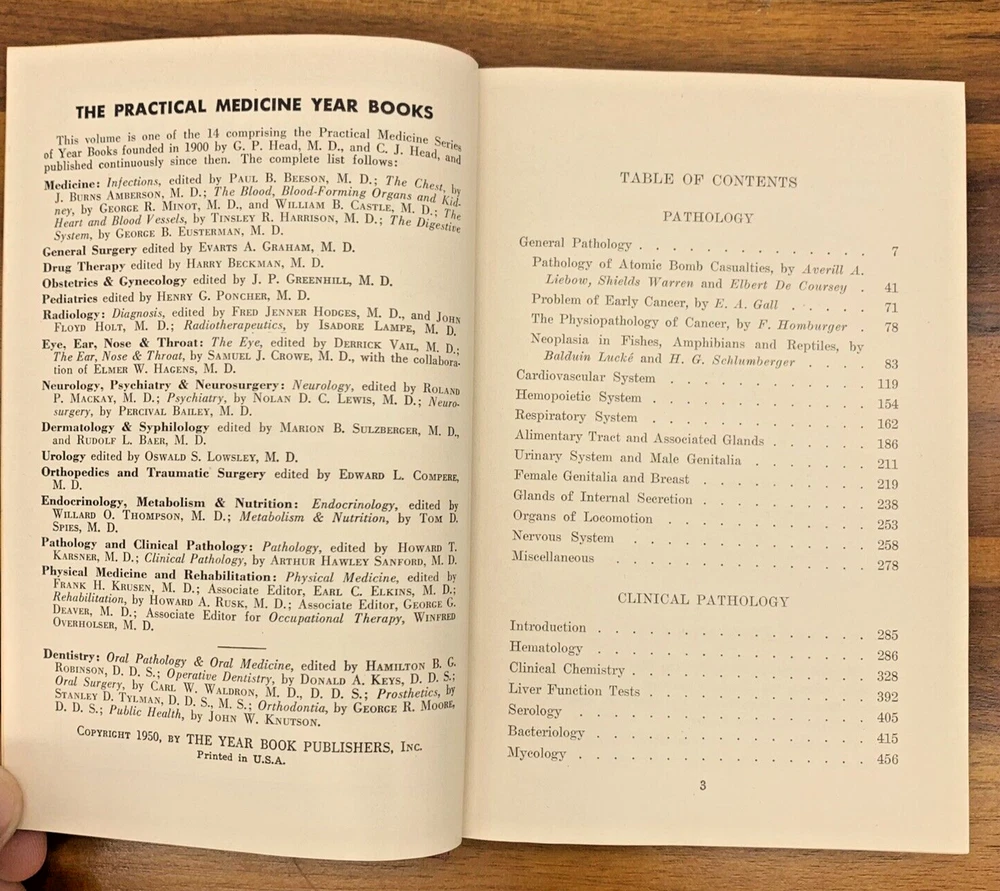 THE PRACTICAL MEDICINE YEAR BOOKS
This volume is one of the 14 comprising the Practical Medicine Series
of Year Books founded in 1900 by G. P. Head, M. D., and C. J. Head, and
published continuously since then. The complete list follows:
Medicine: Infections, edited by PAUL B. BEESON, M. D.; The Chest, by
J. BURNS AMBERSON, M. D.; The Blood, Blood-Forming Organs and Kid-
ney, by GEORGE R. MINOT, M. D., and WILLIAM B. CASTLE, M. D.; The
Heart and Blood Vessels, by TINSLEY R. HARRISON, M. D.; The Digestive
System, by GEORGE B. EUSTERMAN, M. D.
General Surgery edited by EVARTS A. GRAHAM, M. D.
Drug Therapy edited by HARRY BECKMAN, M. D.
Obstetrics & Gynecology edited by J. P. GREENHILL, M. D.
Pediatrics edited by HENRY G. PONCHER, M. D.
Radiology: Diagnosis, edited by FRED JENNER HODGES, M. D., and JOHN
FLOYD HOLT, M. D.; Radiotherapeutics, by ISADORE LAMPE, M. D.
Eye, Ear, Nose & Throat: The Eye, edited by DERRICK VAIL, M. D.;
The Ear, Nose & Throat, by SAMUEL J. CROWE, M. D., with the collabora-
tion of ELMER W. HAGENS, M. D.
Neurology, Psychiatry & Neurosurgery: Neurology, edited by ROLAND
P. MACKAY, M. D.; Psychiatry, by NOLAN D. C. LEWIS, M. D.; Neuro-
surgery, by PERCIVAL BAILEY, M. D.
Dermatology & Syphilology edited by MARION B. SULZBERGER, M. D.,
and RUDOLF L. BAER, M. D.
Urology edited by OSWALD S. LOWSLEY, M. D.
Orthopedics and Traumatic Surgery edited by EDWARD L. COMPERE,
M. D.
Endocrinology, Metabolism & Nutrition: Endocrinology, edited by
WILLARD O. THOMPSON, M. D.; Metabolism & Nutrition, by TOM D.
SPIES, M. D.
Pathology and Clinical Pathology: Pathology, edited by HOWARD T.
KARSNER, M. D.; Clinical Pathology, by ARTHUR HAWLEY SANFORD, M. D.
Physical Medicine and Rehabilitation: Physical Medicine, edited by
FRANK H. KRUSEN, M. D.; Associate Editor, EARL C. ELKINS, M. D.;
Rehabilitation, by HOWARD A. RUSK, M. D.; Associate Editor, GEORGE G.
DEAVER, M. D.; Associate Editor for Occupational Therapy, WINFRED
OVERHOLSER, M. D.
Dentistry: Oral Pathology & Oral Medicine, edited by HAMILTON B. G.
ROBINSON, D. D. S.; Operative Dentistry, by DONALD A. KEYS, D. D. S.;
Oral Surgery, by CARL W. WALDRON, M. D., D. D. S.; Prosthetics, by
STANLEY D. TYLMAN, D. D. S., M. S.; Orthodontia, by GEORGE R. MOORE,
D. D. S.; Public Health, by JOHN W. KNUTSON.
COPYRIGHT 1950, BY THE YEAR BOOK PUBLISHERS, INC.
Printed in U.S.A.
TABLE OF CONTENTS
PATHOLOGY
General Pathology . . . . . . . . . . . . 7
Pathology of Atomic Bomb Casualties, by Averill A.
Liebow, Shields Warren and Elbert De Coursey . 41
Problem of Early Cancer, by E. A. Gall . . . . . 71
The Physiopathology of Cancer, by F. Homburger . 78
Neoplasia in Fishes, Amphibians and Reptiles, by
Balduin Lucké and H. G. Schlumberger . . . . 83
Cardiovascular System . . . . . . . . . . . 119
Hemopoietic System . . . . . . . . . . . . 154
Respiratory System . . . . . . . . . . . . 162
Alimentary Tract and Associated Glands . . . . . . 186
Urinary System and Male Genitalia . . . . . . . 211
Female Genitalia and Breast . . . . . . . . . 219
Glands of Internal Secretion . . . . . . . . . 238
Organs of Locomotion . . . . . . . . . . . 253
Nervous System . . . . . . . . . . . . . 258
Miscellaneous . . . . . . . . . . . . . . 278
CLINICAL PATHOLOGY
Introduction . . . . . . . . . . . . . . 285
Hematology . . . . . . . . . . . . . . 286
Clinical Chemistry . . . . . . . . . . . . 328
Liver Function Tests . . . . . . . . . . . 392
Serology . . . . . . . . . . . . . . . 405
Bacteriology . . . . . . . . . . . . . . 415
Mycology . . . . . . . . . . . . . . . 456
3